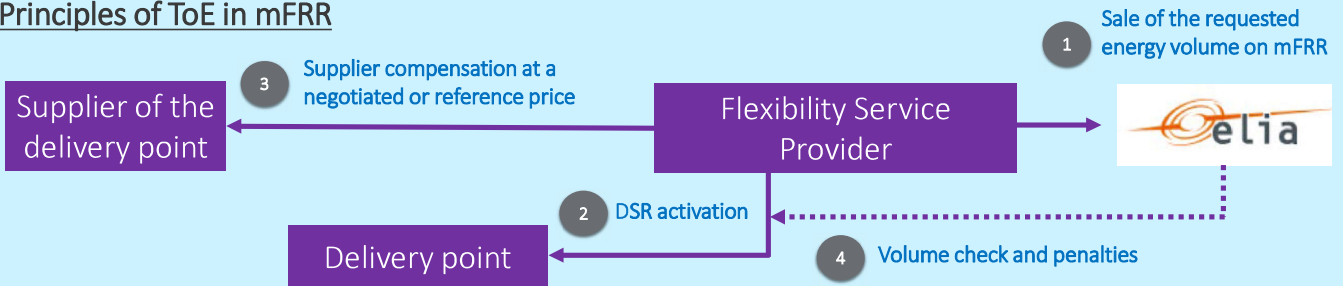 Principles of ToE in mFRR
1
Sale of the requested
energy volume on mFRR
3
Supplier compensation at a
negotiated or reference price
Supplier of the
delivery point
Flexibility Service
Provider
elia
2
DSR activation
Delivery point
4
Volume check and penalties